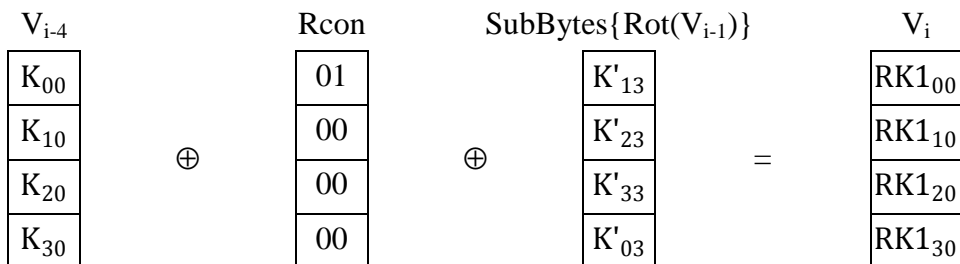 V_{i-4} Rcon SubBytes{Rot(V_{i-1})} V_i
K_{00} 01 K'_{13} RK1_{00}
K_{10} 00 K'_{23} RK1_{10}
⊕ ⊕ =
K_{20} 00 K'_{33} RK1_{20}
K_{30} 00 K'_{03} RK1_{30}